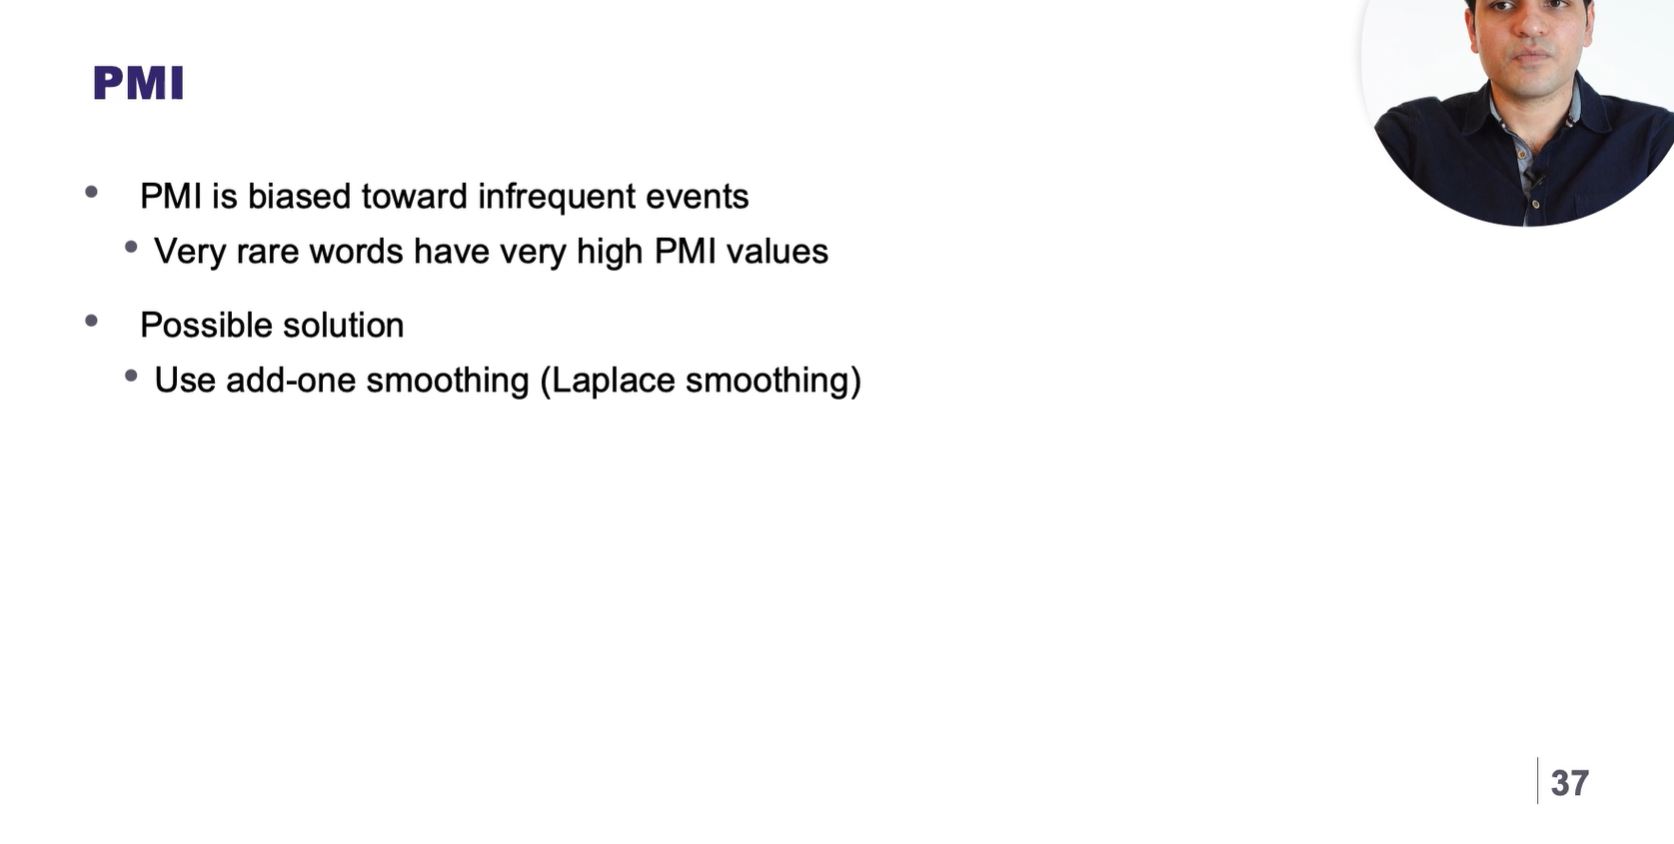 PMI
PMI is biased toward infrequent events
Very rare words have very high PMI values
Possible solution
Use add-one smoothing (Laplace smoothing)
37